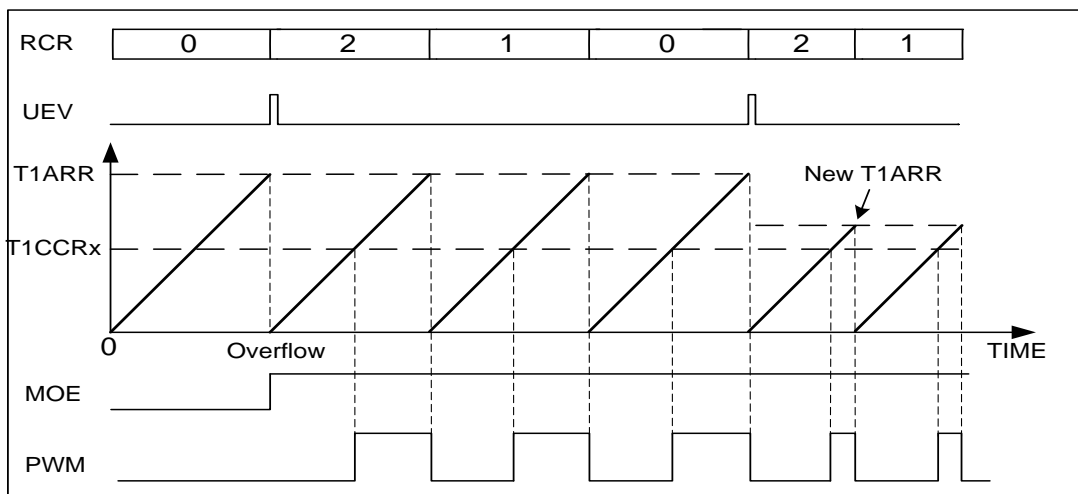 RCR 0 2 1 0 2 1
UEV
T1ARR
New T1ARR
T1CCRx
0 Overflow TIME
MOE
PWM